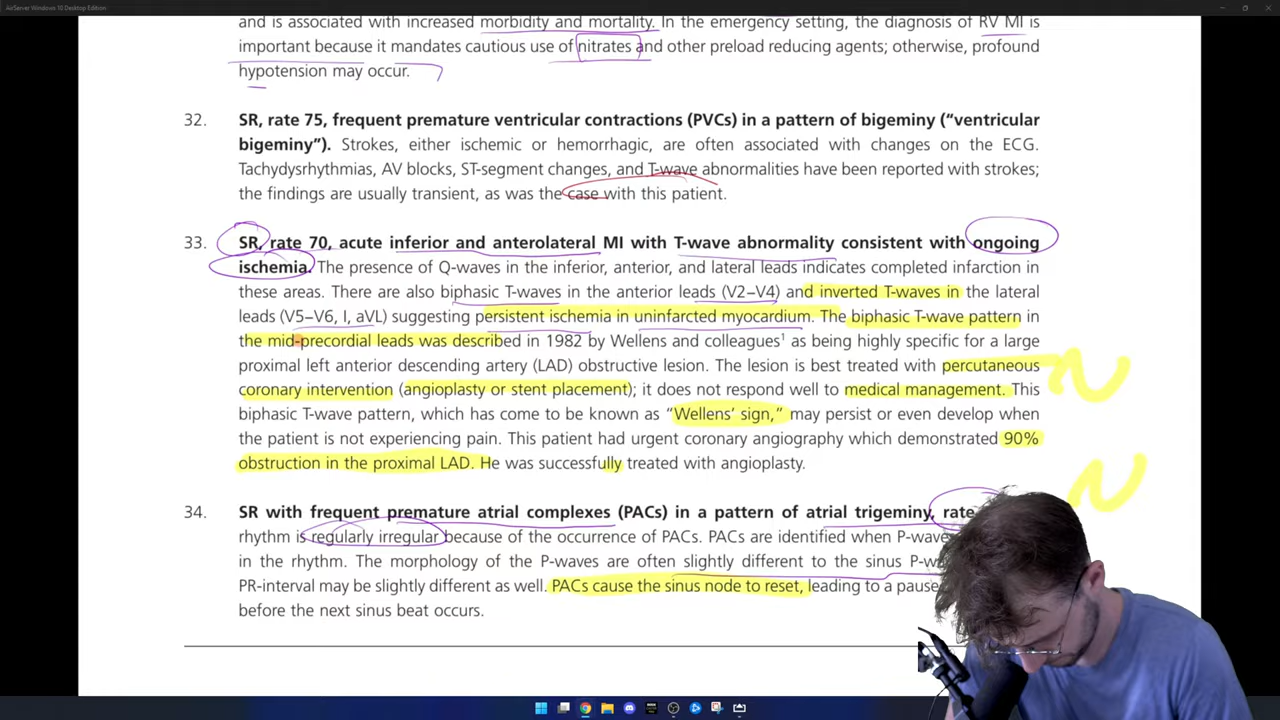 AirServer Windows 10 Desktop Edition
and is associated with increased morbidity and mortality. In the emergency setting, the diagnosis of RV MI is
important because it mandates cautious use of nitrates and other preload reducing agents; otherwise, profound
hypotension may occur.
32. SR, rate 75, frequent premature ventricular contractions (PVCs) in a pattern of bigeminy (“ventricular
bigeminy”). Strokes, either ischemic or hemorrhagic, are often associated with changes on the ECG.
Tachydysrhythmias, AV blocks, ST-segment changes, and T-wave abnormalities have been reported with strokes;
the findings are usually transient, as was the case with this patient.
33. SR, rate 70, acute inferior and anterolateral MI with T-wave abnormality consistent with ongoing
ischemia. The presence of Q-waves in the inferior, anterior, and lateral leads indicates completed infarction in
these areas. There are also biphasic T-waves in the anterior leads (V2–V4) and inverted T-waves in the lateral
leads (V5–V6, I, aVL) suggesting persistent ischemia in uninfarcted myocardium. The biphasic T-wave pattern in
the mid-precordial leads was described in 1982 by Wellens and colleagues¹ as being highly specific for a large
proximal left anterior descending artery (LAD) obstructive lesion. The lesion is best treated with percutaneous
coronary intervention (angioplasty or stent placement); it does not respond well to medical management. This
biphasic T-wave pattern, which has come to be known as “Wellens’ sign,” may persist or even develop when
the patient is not experiencing pain. This patient had urgent coronary angiography which demonstrated 90%
obstruction in the proximal LAD. He was successfully treated with angioplasty.
34. SR with frequent premature atrial complexes (PACs) in a pattern of atrial trigeminy, rate
rhythm is regularly irregular because of the occurrence of PACs. PACs are identified when P-wave
in the rhythm. The morphology of the P-waves are often slightly different to the sinus P-w
PR-interval may be slightly different as well. PACs cause the sinus node to reset, leading to a pause
before the next sinus beat occurs.